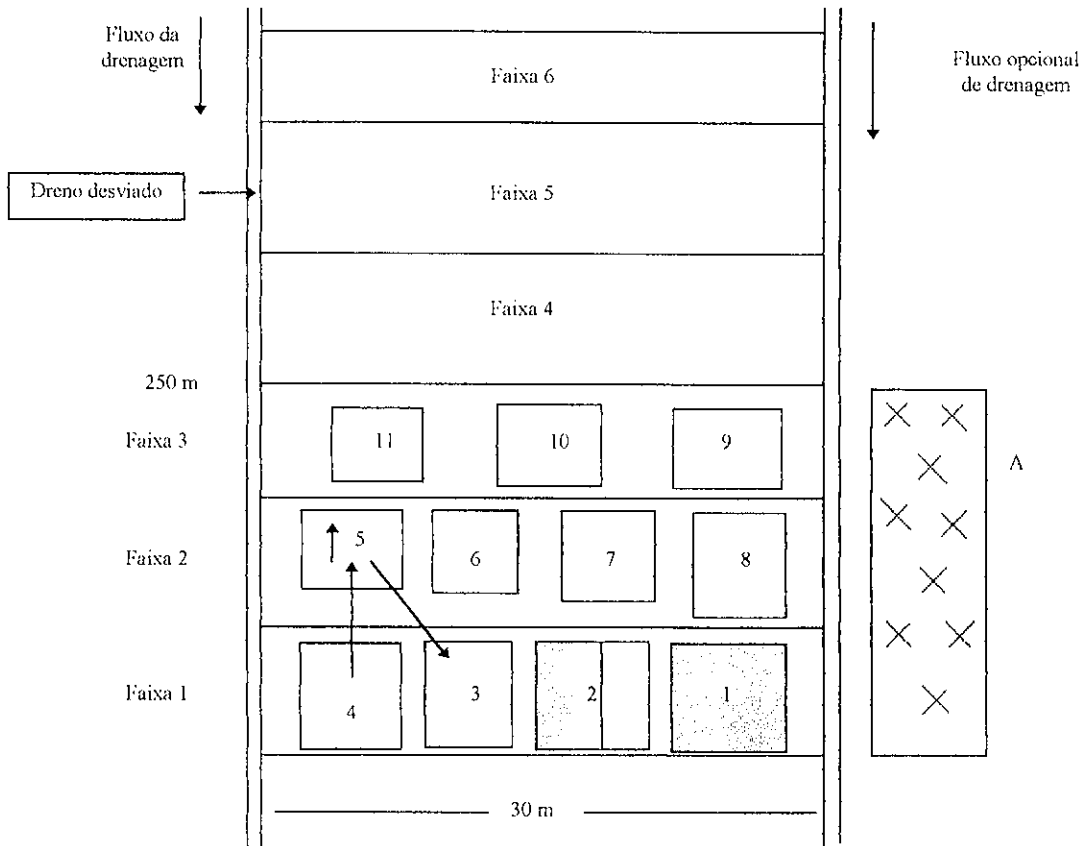 Fluxo da
drenagem
Fluxo opcional
de drenagem
Faixa 6
Dreno desviado
Faixa 5
Faixa 4
250 m
Faixa 3
11
10
9
A
Faixa 2
5
6
7
8
Faixa 1
4
3
2
1
30 m